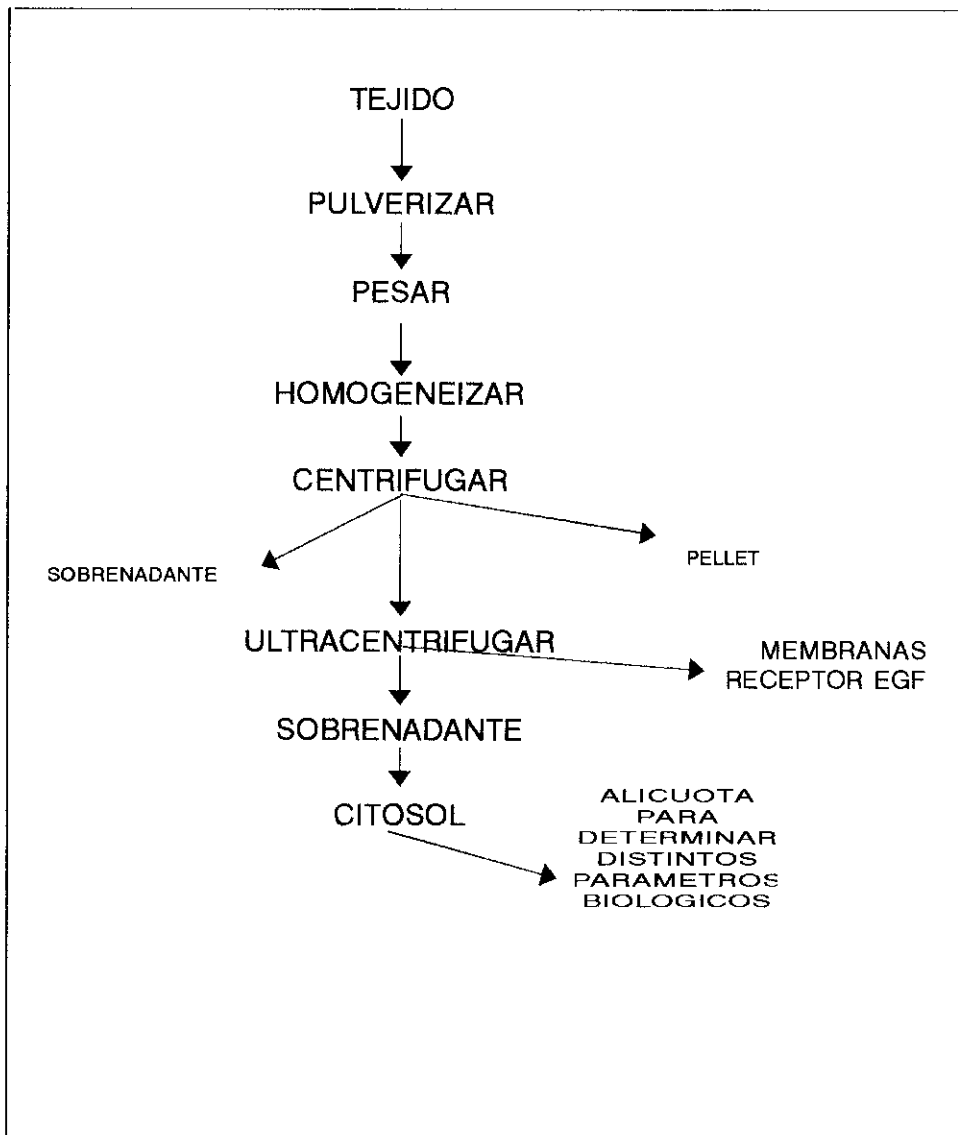 TEJIDO
PULVERIZAR
PESAR
HOMOGENEIZAR
CENTRIFUGAR
SOBRENADANTE
PELLET
ULTRACENTRIFUGAR
MEMBRANAS
RECEPTOR EGF
SOBRENADANTE
CITOSOL
ALICUOTA
PARA
DETERMINAR
DISTINTOS
PARAMETROS
BIOLOGICOS